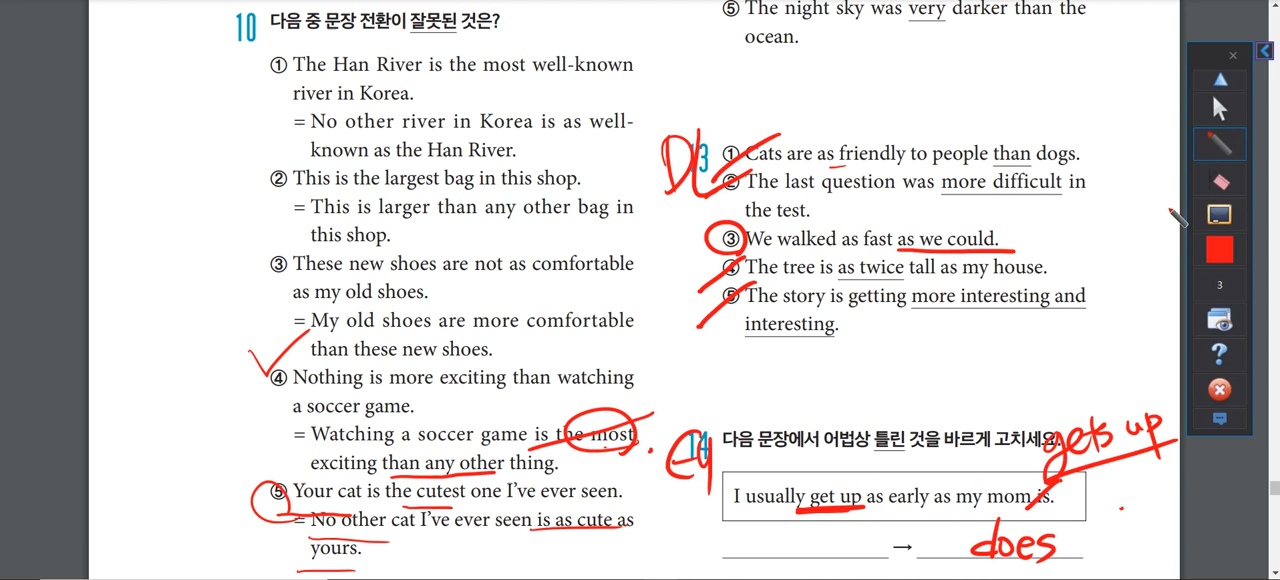 10 다음 중 문장 전환이 잘못된 것은?
① The Han River is the most well-known
river in Korea.
= No other river in Korea is as well-
known as the Han River.
② This is the largest bag in this shop.
= This is larger than any other bag in
this shop.
③ These new shoes are not as comfortable
as my old shoes.
= My old shoes are more comfortable
than these new shoes.
④ Nothing is more exciting than watching
a soccer game.
= Watching a soccer game is the most
exciting than any other thing.
⑤ Your cat is the cutest one I've ever seen.
= No other cat I've ever seen is as cute as
yours.
⑤ The night sky was very darker than the
ocean.
13 ① Cats are as friendly to people than dogs.
② The last question was more difficult in
the test.
③ We walked as fast as we could.
④ The tree is as twice tall as my house.
⑤ The story is getting more interesting and
interesting.
14 다음 문장에서 어법상 틀린 것을 바르게 고치세요.
gets up
I usually get up as early as my mom is.
→ does
3